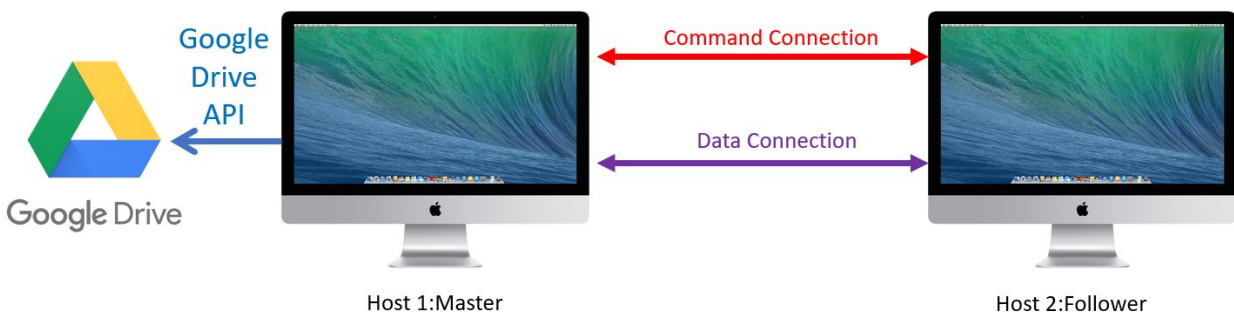 Google
Drive
API
Google Drive
Command Connection
Data Connection
Host 1:Master
Host 2:Follower